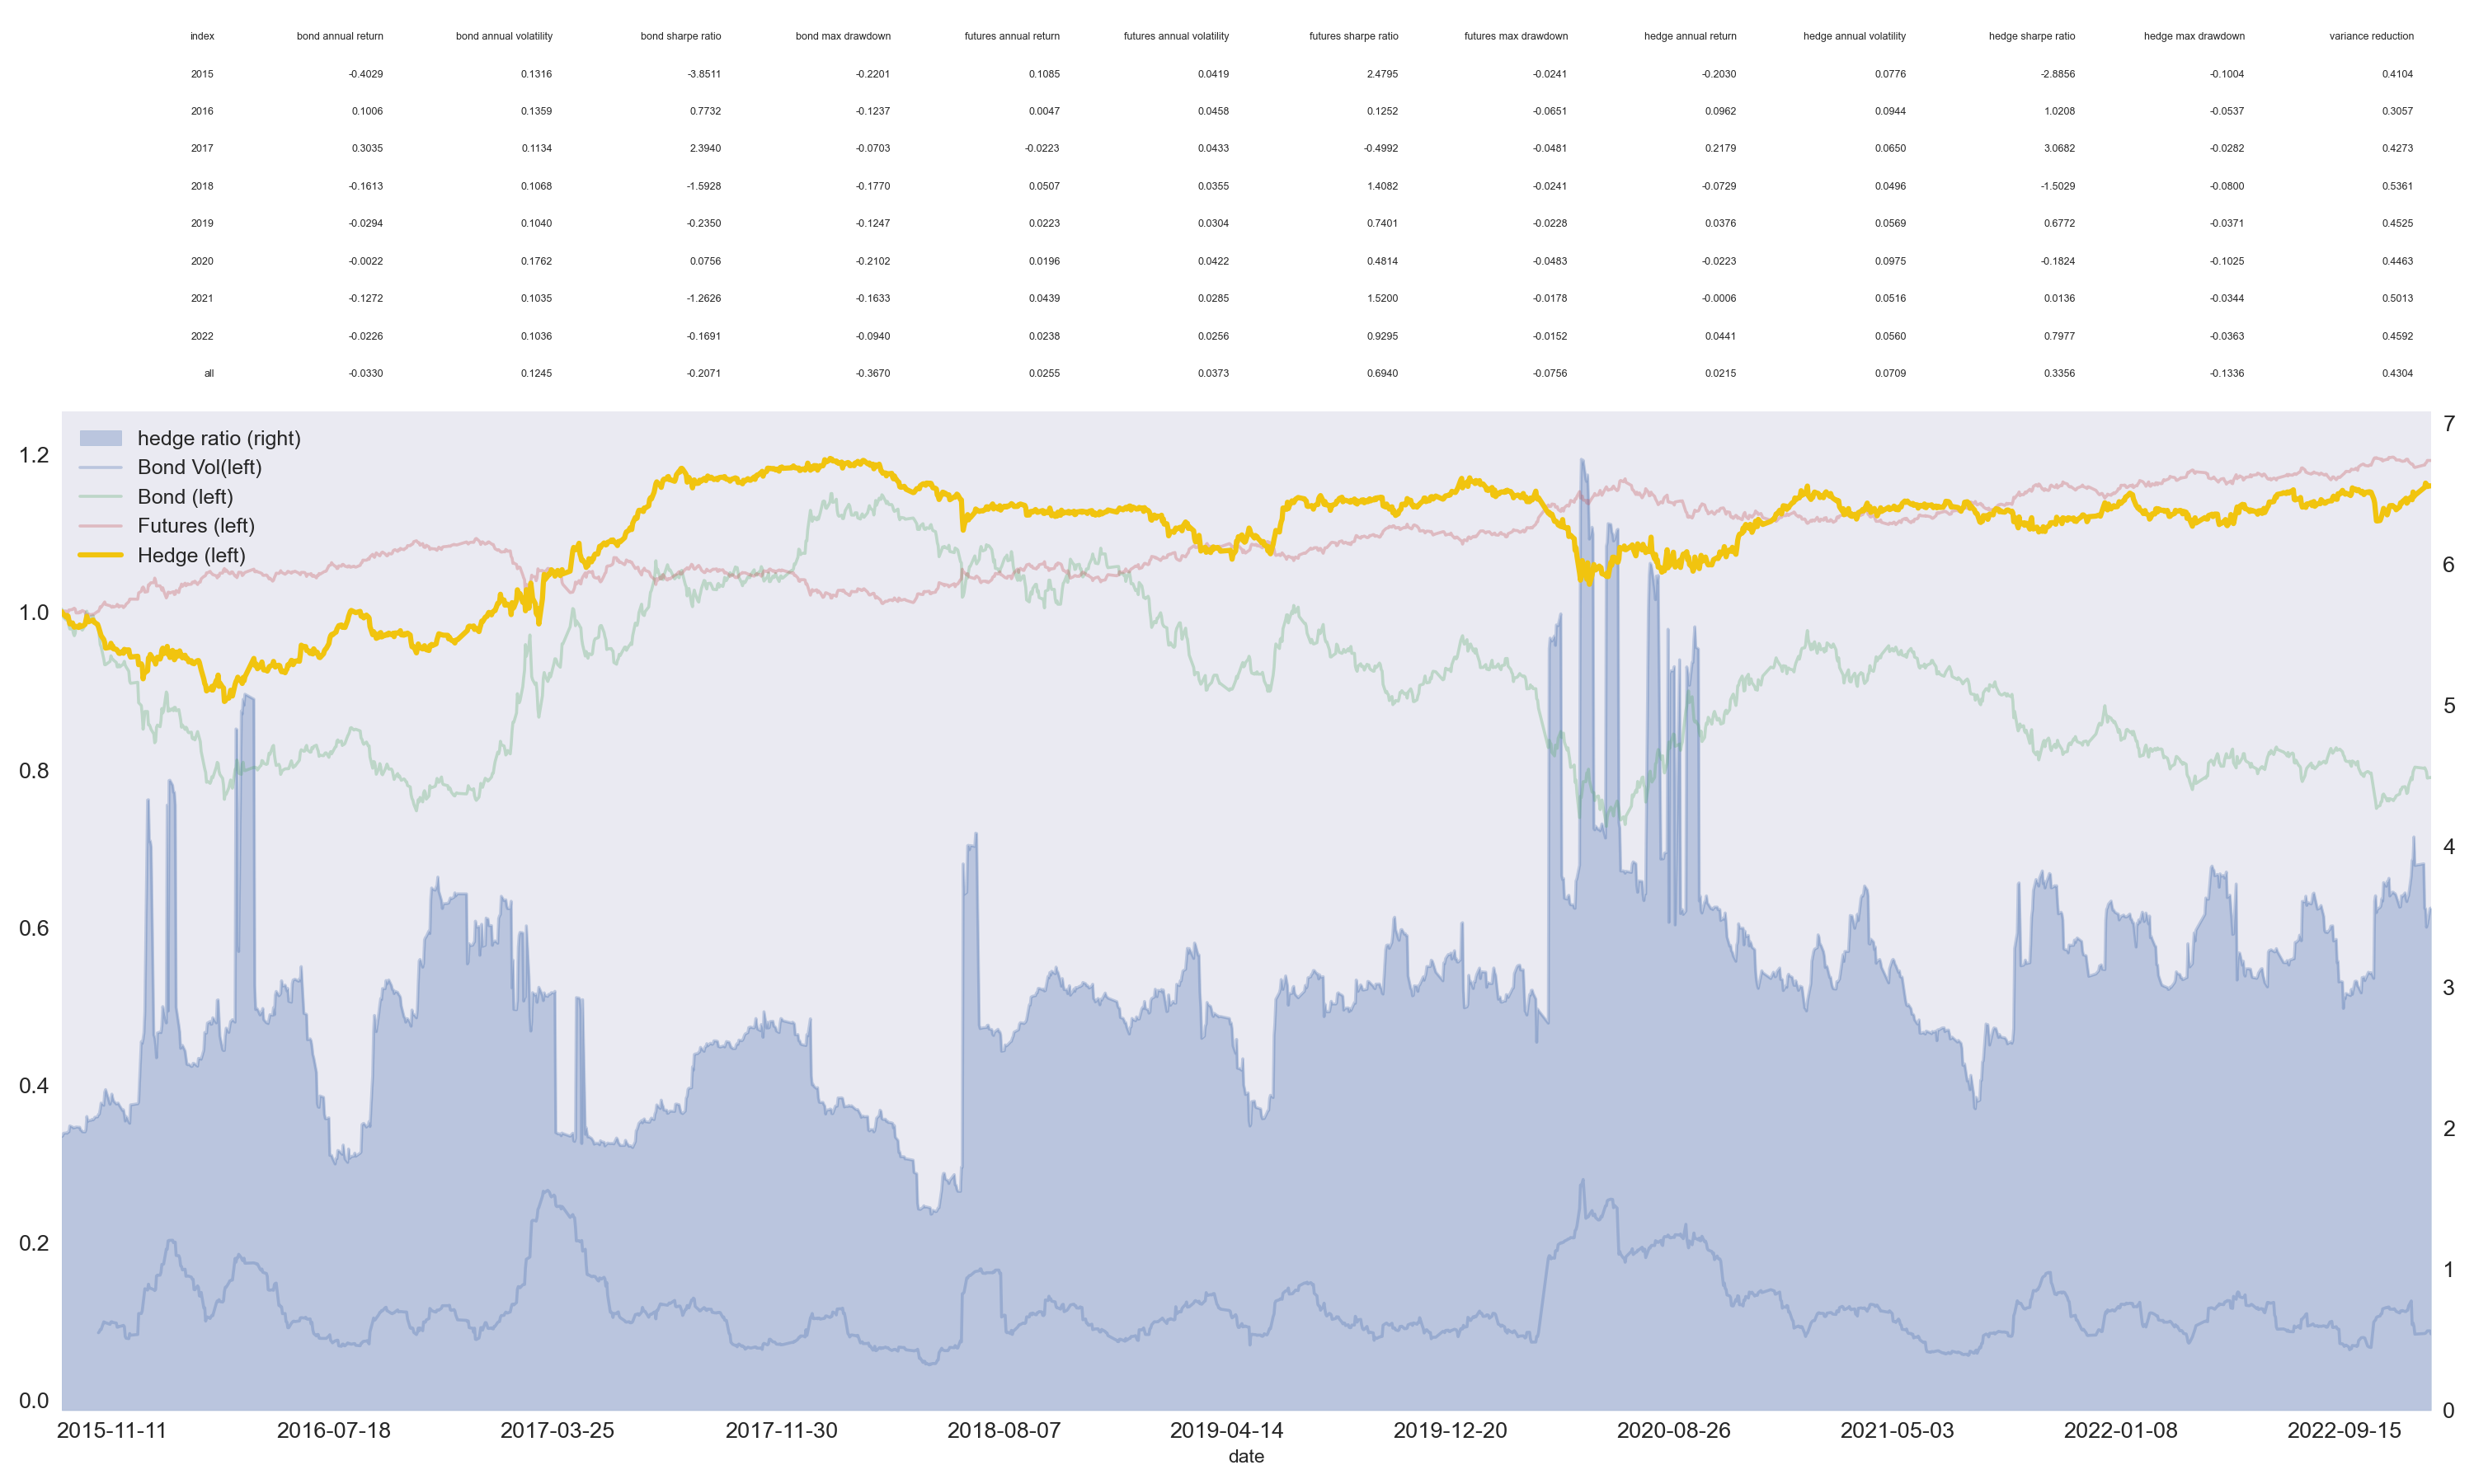 index bond annual return bond annual volatility bond sharpe ratio bond max drawdown futures annual return futures annual volatility futures sharpe ratio futures max drawdown hedge annual return hedge annual volatility hedge sharpe ratio hedge max drawdown variance reduction
2015 -0.4029 0.1316 -3.8511 -0.2201 0.1085 0.0419 2.4795 -0.0241 -0.2030 0.0776 -2.8856 -0.1004 0.4104
2016 0.1006 0.1359 0.7732 -0.1237 0.0047 0.0458 0.1252 -0.0651 0.0962 0.0944 1.0208 -0.0537 0.3057
2017 0.3035 0.1134 2.3940 -0.0703 -0.0223 0.0433 -0.4992 -0.0481 0.2179 0.0650 3.0682 -0.0282 0.4273
2018 -0.1613 0.1068 -1.5928 -0.1770 0.0507 0.0355 1.4082 -0.0241 -0.0729 0.0496 -1.5029 -0.0800 0.5361
2019 -0.0294 0.1040 -0.2350 -0.1247 0.0223 0.0304 0.7401 -0.0228 0.0376 0.0569 0.6772 -0.0371 0.4525
2020 -0.0022 0.1762 0.0756 -0.2102 0.0196 0.0422 0.4814 -0.0483 -0.0223 0.0975 -0.1824 -0.1025 0.4463
2021 -0.1272 0.1035 -1.2626 -0.1633 0.0439 0.0285 1.5200 -0.0178 -0.0006 0.0516 0.0136 -0.0344 0.5013
2022 -0.0226 0.1036 -0.1691 -0.0940 0.0238 0.0256 0.9295 -0.0152 0.0441 0.0560 0.7977 -0.0363 0.4592
all -0.0330 0.1245 -0.2071 -0.3670 0.0255 0.0373 0.6940 -0.0756 0.0215 0.0709 0.3356 -0.1336 0.4304
hedge ratio (right)
Bond Vol(left)
Bond (left)
Futures (left)
Hedge (left)
1.2
1.0
0.8
0.6
0.4
0.2
0.0
7
6
5
4
3
2
1
0
2015-11-11 2016-07-18 2017-03-25 2017-11-30 2018-08-07 2019-04-14 2019-12-20 2020-08-26 2021-05-03 2022-01-08 2022-09-15
date